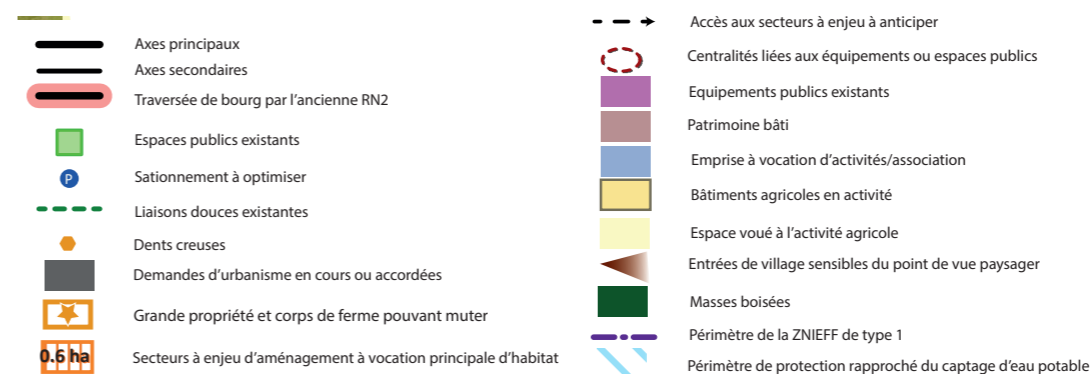 Axes principaux
Axes secondaires
Traversée de bourg par l'ancienne RN2
Espaces publics existants
P
Sationnement à optimiser
Liaisons douces existantes
Dents creuses
Demandes d'urbanisme en cours ou accordées
Grande propriété et corps de ferme pouvant muter
0.6 ha
Secteurs à enjeu d'aménagement à vocation principale d'habitat
Accès aux secteurs à enjeu à anticiper
Centralités liées aux équipements ou espaces publics
Equipements publics existants
Patrimoine bâti
Emprise à vocation d'activités/association
Bâtiments agricoles en activité
Espace voué à l'activité agricole
Entrées de village sensibles du point de vue paysager
Masses boisées
Périmètre de la ZNIEFF de type 1
Périmètre de protection rapproché du captage d'eau potable